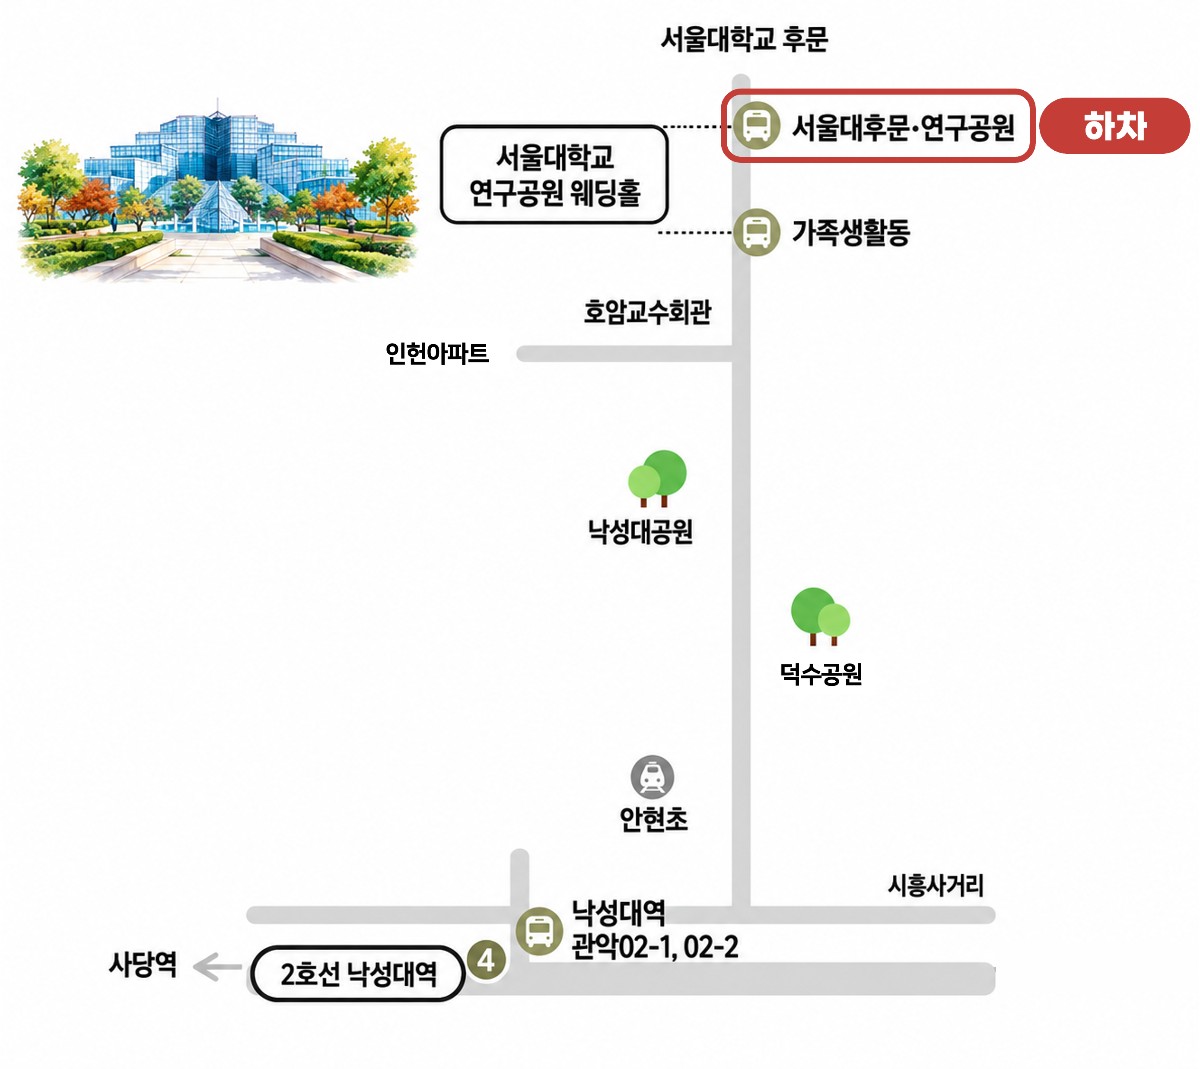 서울대학교 후문
서울대후문·연구공원
하차
서울대학교
연구공원 웨딩홀
가족생활동
호암교수회관
인헌아파트
낙성대공원
덕수공원
안현초
시흥사거리
낙성대역
관악02-1, 02-2
사당역
2호선 낙성대역
4